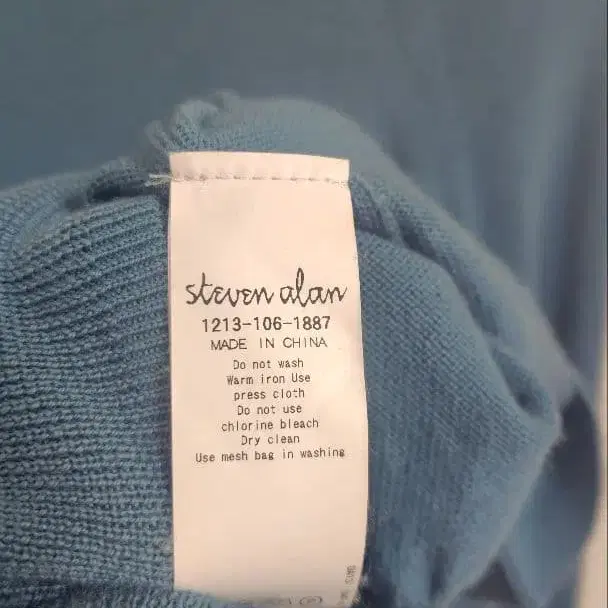 steven alan
1213-106-1887
MADE IN CHINA
Do not wash
Warm iron Use
press cloth
Do not use
chlorine bleach
Dry clean
Use mesh bag in washing